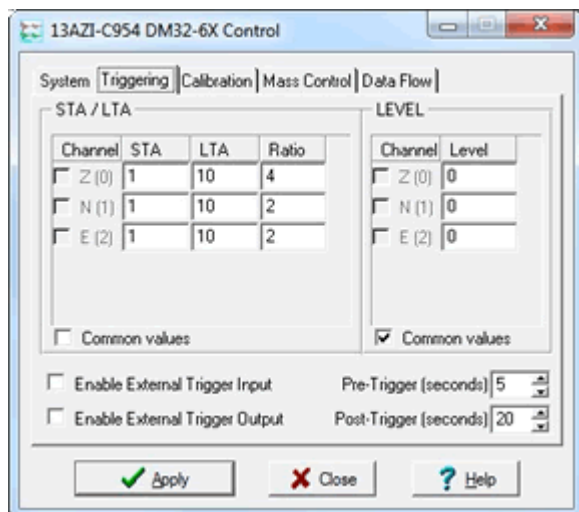 13AZI-C954 DM32-6X Control
System Triggering Calibration Mass Control Data Flow
STA / LTA
Channel STA LTA Ratio
Z (0) 1 10 4
N (1) 1 10 2
E (2) 1 10 2
Common values
LEVEL
Channel Level
Z (0) 0
N (1) 0
E (2) 0
Common values
Enable External Trigger Input
Pre-Trigger (seconds) 5
Enable External Trigger Output
Post-Trigger (seconds) 20
Apply Close Help